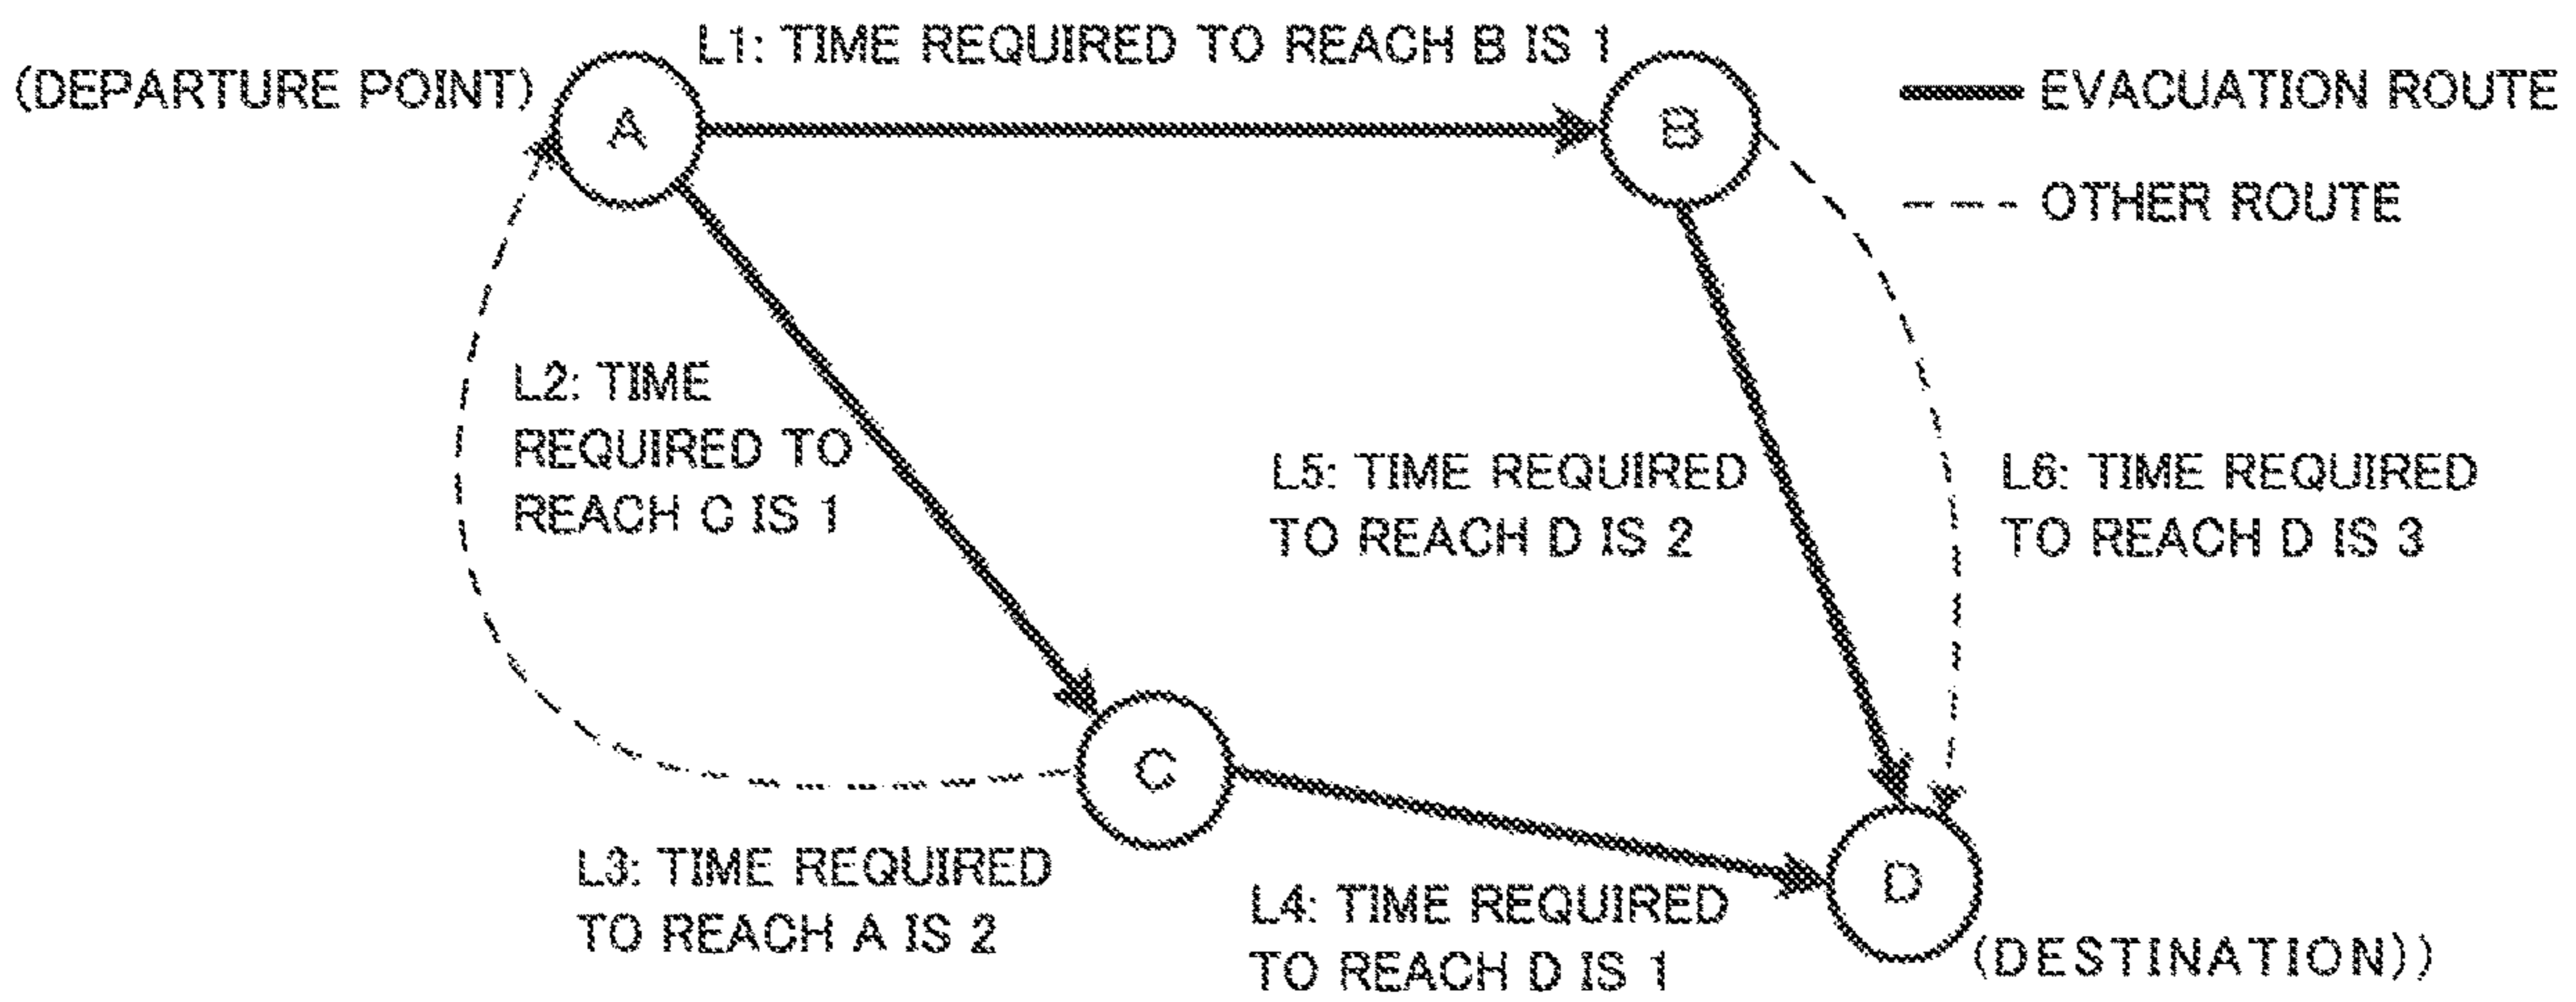 L1: TIME REQUIRED TO REACH B IS 1
(DEPARTURE POINT)
A
B
EVACUATION ROUTE
OTHER ROUTE
L2: TIME
REQUIRED TO
REACH C IS 1
L5: TIME REQUIRED
TO REACH D IS 2
L6: TIME REQUIRED
TO REACH D IS 3
C
L3: TIME REQUIRED
TO REACH A IS 2
L4: TIME REQUIRED
TO REACH D IS 1
D
(DESTINATION))